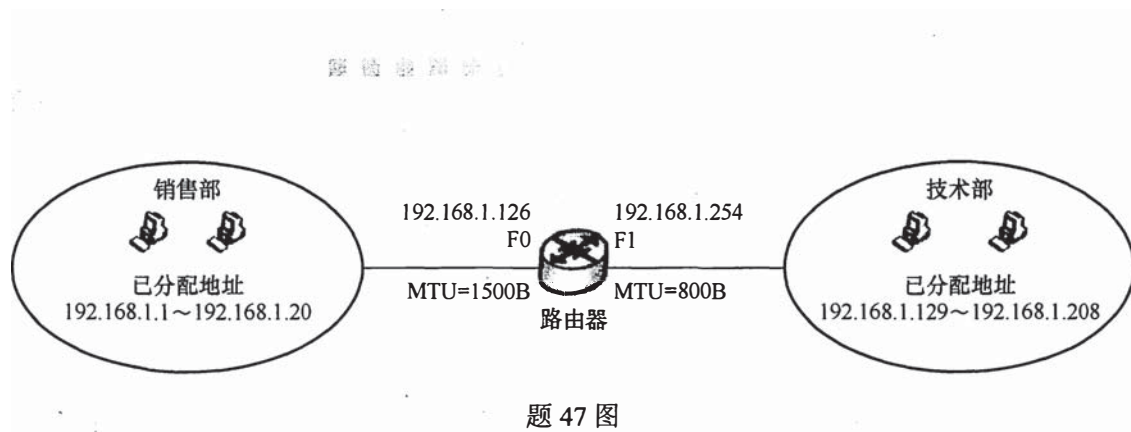 销售部
已分配地址
192.168.1.1～192.168.1.20
192.168.1.126
F0
MTU=1500B
192.168.1.254
F1
MTU=800B
路由器
技术部
已分配地址
192.168.1.129～192.168.1.208
题 47 图